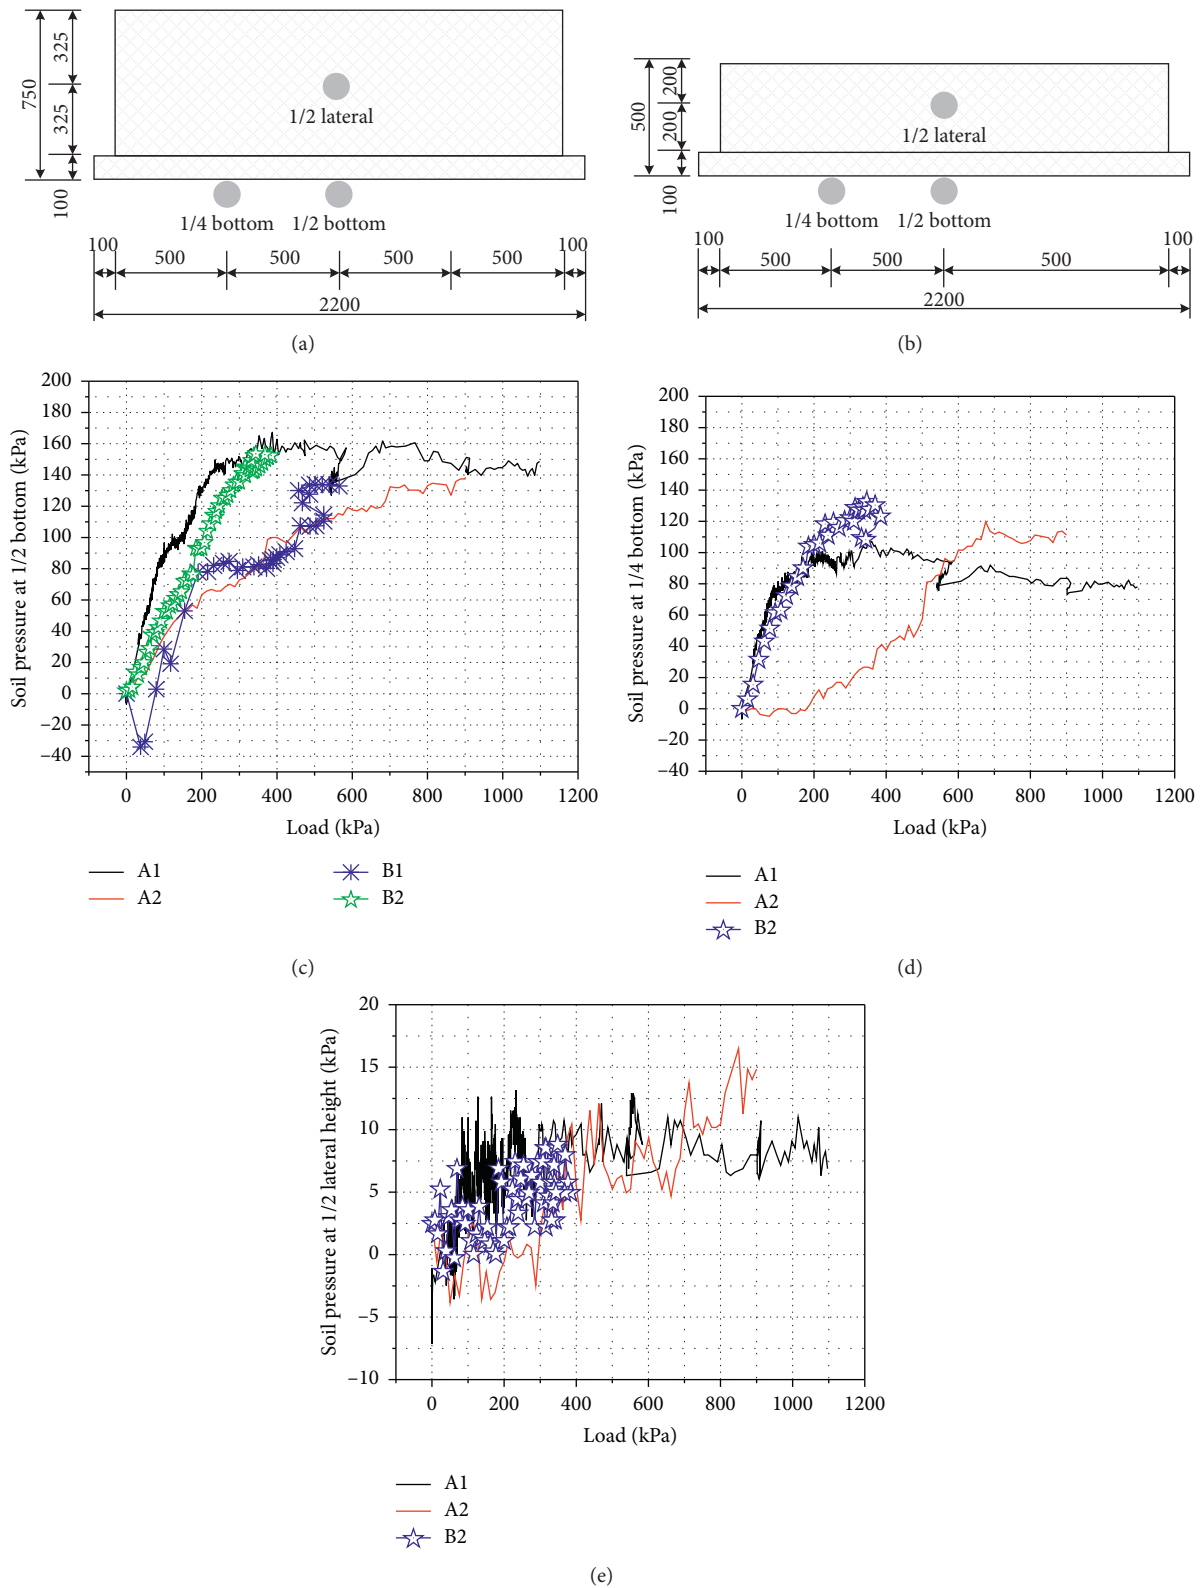 750
325
325
100
1/2 lateral
1/4 bottom
1/2 bottom
100
500
500
500
500
100
2200
(a)
500
200
200
100
1/2 lateral
1/4 bottom
1/2 bottom
100
500
500
500
100
2200
(b)
Soil pressure at 1/2 bottom (kPa)
200
180
160
140
120
100
80
60
40
20
0
−20
−40
0
200
400
600
800
1000
1200
Load (kPa)
A1
A2
B1
B2
(c)
Soil pressure at 1/4 bottom (kPa)
200
180
160
140
120
100
80
60
40
20
0
−20
−40
0
200
400
600
800
1000
1200
Load (kPa)
A1
A2
B2
(d)
Soil pressure at 1/2 lateral height (kPa)
20
15
10
5
0
−5
−10
0
200
400
600
800
1000
1200
Load (kPa)
A1
A2
B2
(e)